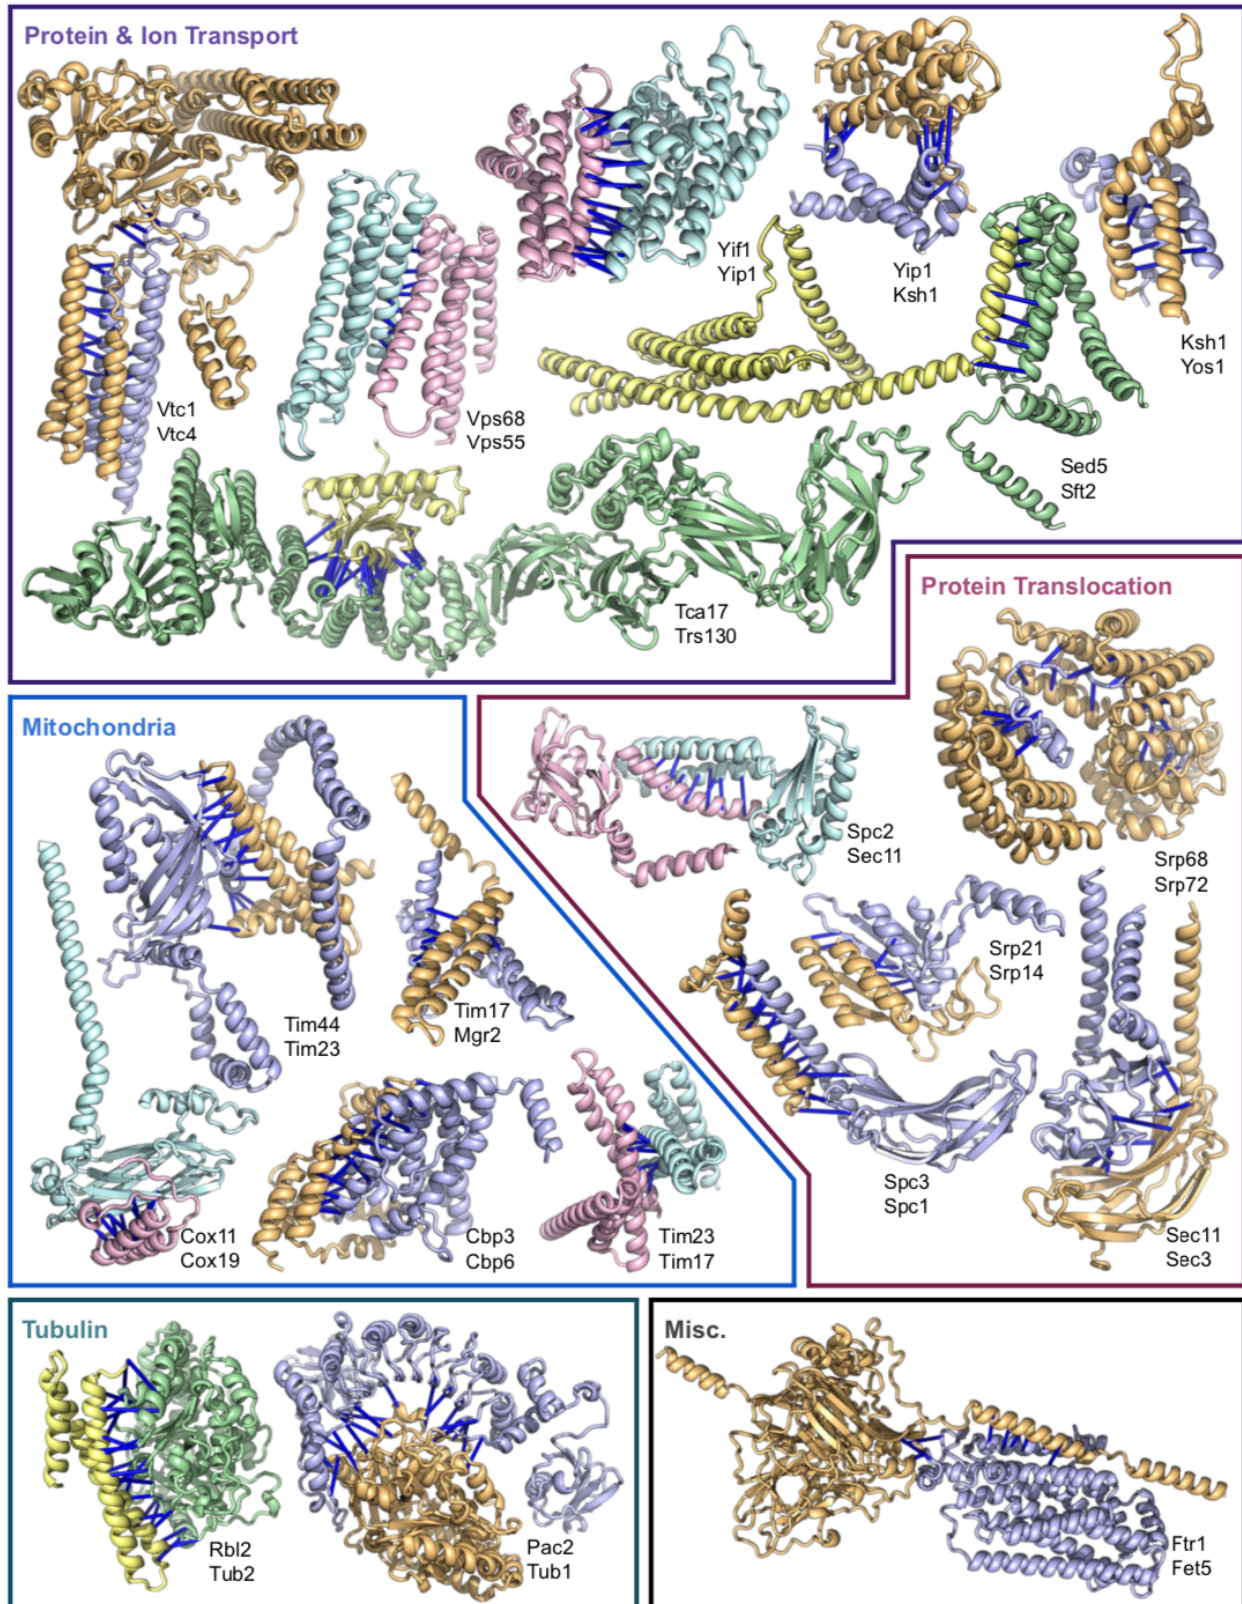 Protein & Ion Transport
Vtc1
Vtc4
Vps68
Vps55
Yif1
Yip1
Yip1
Ksh1
Ksh1
Yos1
Sed5
Sft2
Tca17
Trs130
Protein Translocation
Spc2
Sec11
Srp68
Srp72
Srp21
Srp14
Spc3
Spc1
Sec11
Sec3
Mitochondria
Tim44
Tim23
Tim17
Mgr2
Cox11
Cox19
Cbp3
Cbp6
Tim23
Tim17
Tubulin
Rbl2
Tub2
Pac2
Tub1
Misc.
Ftr1
Fet5